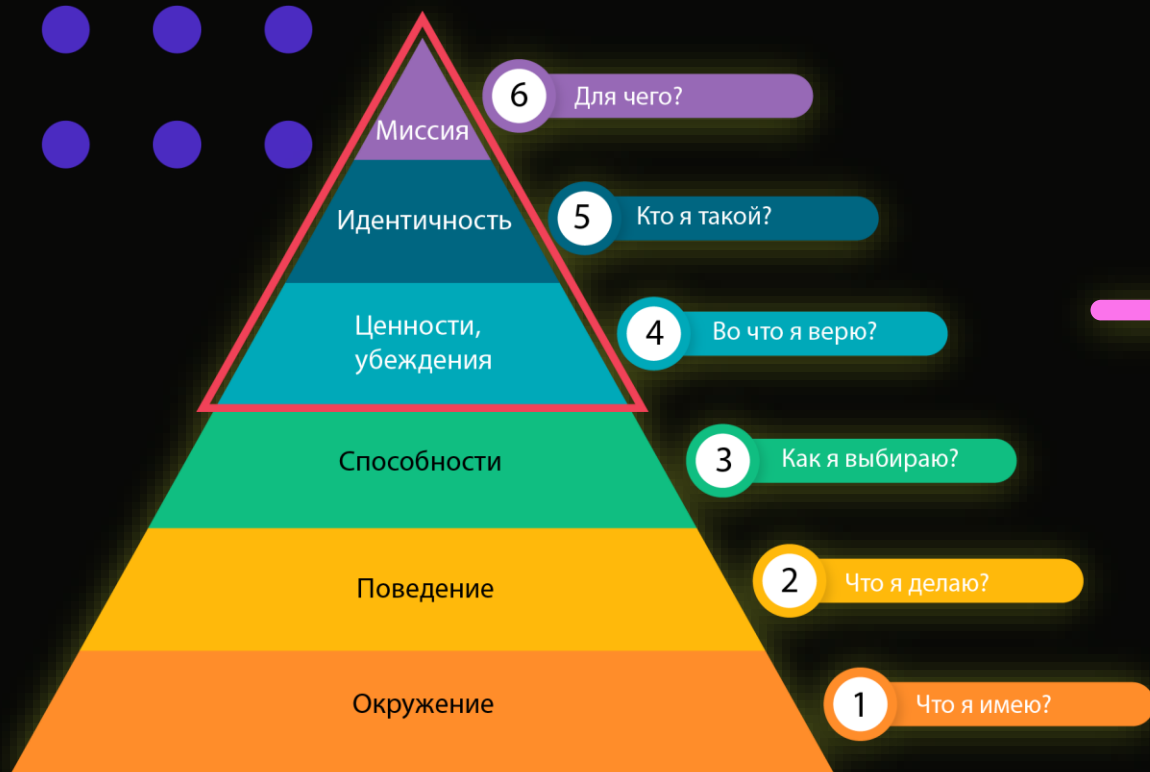 6
Для чего?
Миссия
Идентичность
5
Кто я такой?
Ценности,
убеждения
4
Во что я верю?
Способности
3
Как я выбираю?
Поведение
2
Что я делаю?
Окружение
1
Что я имею?